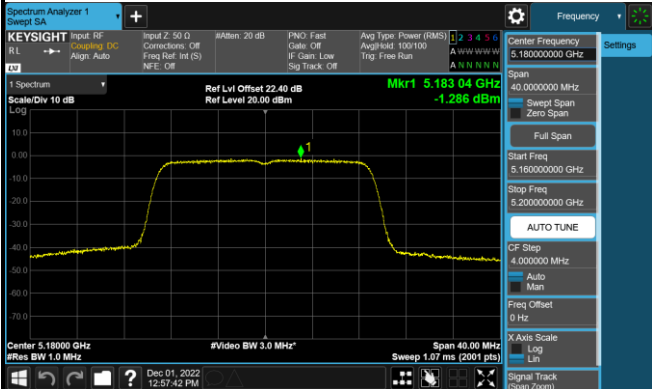 Spectrum Analyzer 1
Swept SA
+
Frequency
KEYSIGHT
R L
LXI
Input: RF
Coupling: DC
Align: Auto
Input Z: 50 Ω
Corrections: Off
Freq Ref: Int (S)
NFE: Off
#Atten: 20 dB
PNO: Fast
Gate: Off
IF Gain: Low
Sig Track: Off
Avg Type: Power (RMS)
Avg|Hold: 100/100
Trig: Free Run
1 2 3 4 5 6
A W W W W W
A N N N N N
1 Spectrum
Scale/Div 10 dB
Log
Ref Lvl Offset 22.40 dB
Ref Level 20.00 dBm
Mkr1 5.183 04 GHz
-1.286 dBm
10.0
0.00
-10.0
-20.0
-30.0
-40.0
-50.0
-60.0
-70.0
1
Center 5.18000 GHz
#Res BW 1.0 MHz
#Video BW 3.0 MHz*
Span 40.00 MHz
Sweep 1.07 ms (2001 pts)
?
Dec 01, 2022
12:57:42 PM
Center Frequency
5.180000000 GHz
Settings
Span
40.0000000 MHz
Swept Span
Zero Span
Full Span
Start Freq
5.160000000 GHz
Stop Freq
5.200000000 GHz
AUTO TUNE
CF Step
4.000000 MHz
Auto
Man
Freq Offset
0 Hz
X Axis Scale
Log
Lin
Signal Track
(Span Zoom)